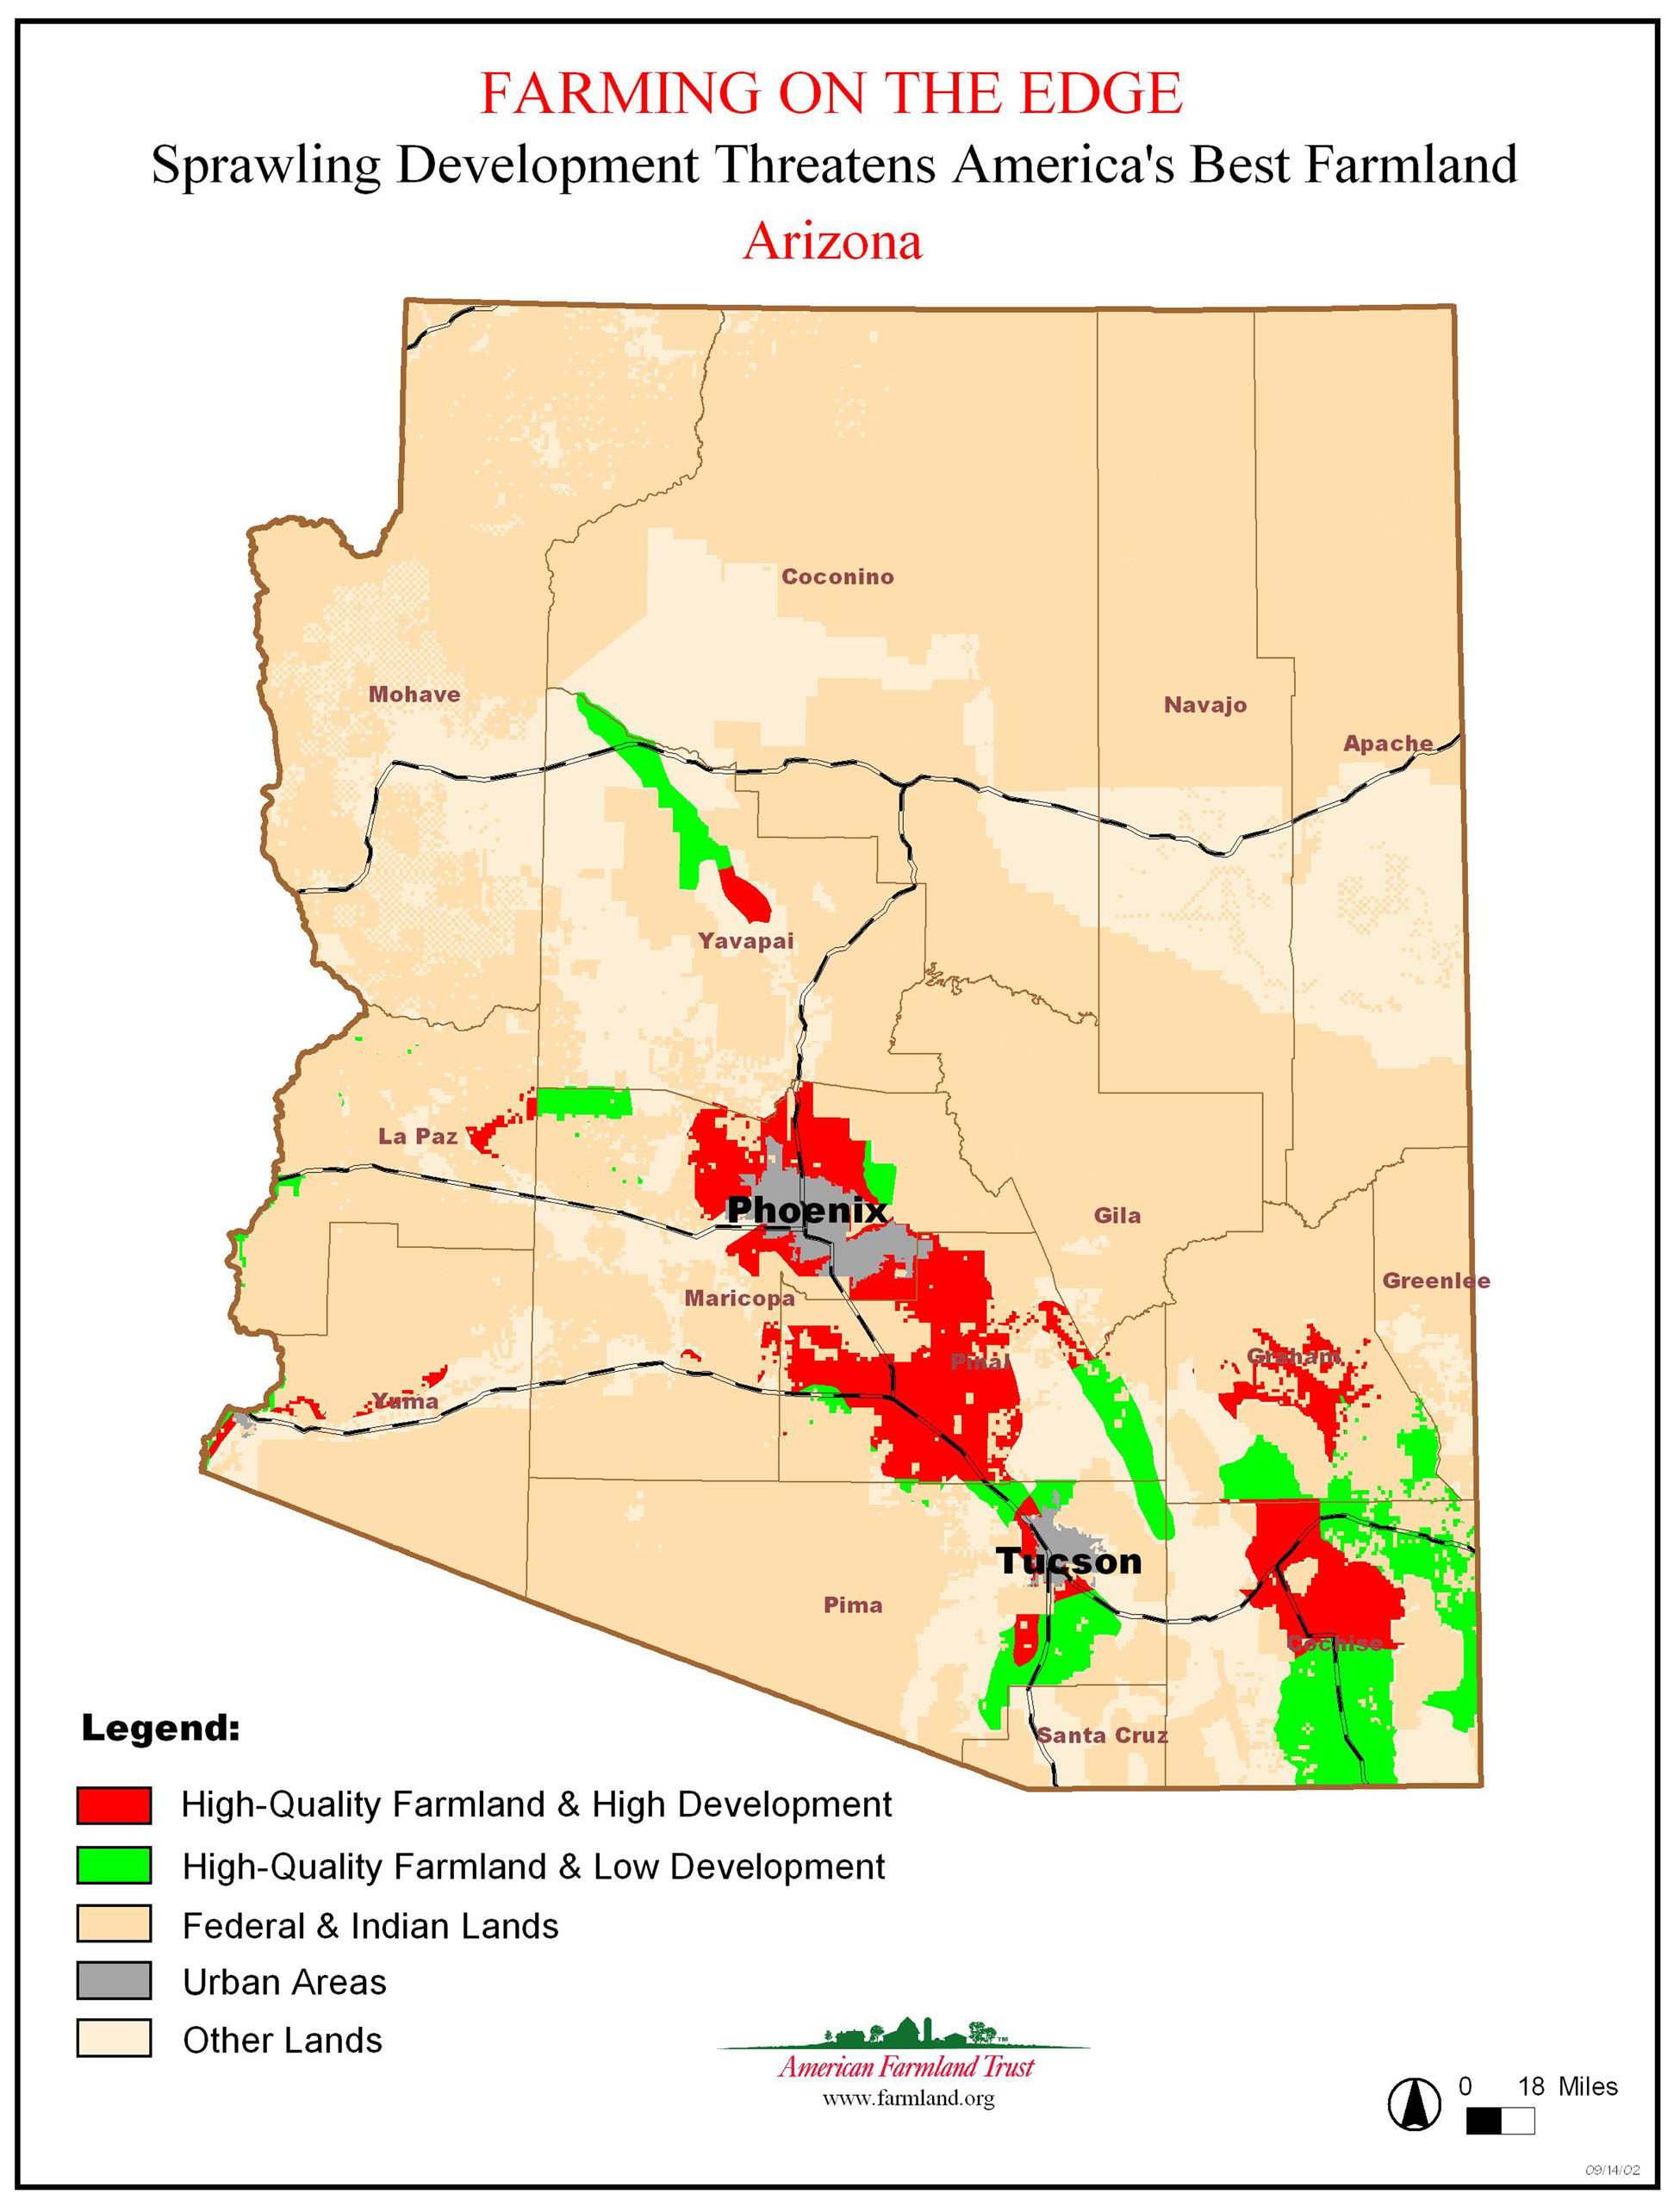 FARMING ON THE EDGE
Sprawling Development Threatens America's Best Farmland
Arizona
Coconino
Mohave
Navajo
Apache
Yavapai
La Paz
Phoenix
Gila
Greenlee
Maricopa
Pinal
Graham
Yuma
Tucson
Pima
Cochise
Santa Cruz
Legend:
High-Quality Farmland & High Development
High-Quality Farmland & Low Development
Federal & Indian Lands
Urban Areas
Other Lands
TM
American Farmland Trust
www.farmland.org
0 18 Miles
09/14/02